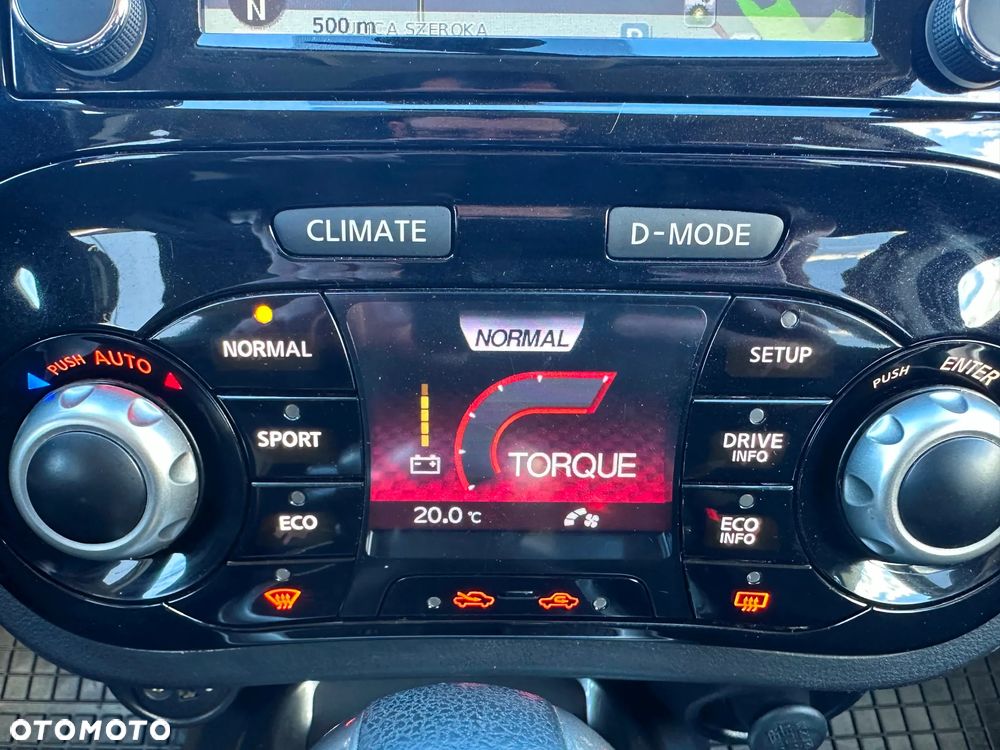 N
500 m
CA SZEROKA
P
CLIMATE
D-MODE
NORMAL
NORMAL
SETUP
PUSH AUTO
PUSH ENTER
SPORT
DRIVE
INFO
TORQUE
ECO
ECO
INFO
20.0 °C
OTOMOTO